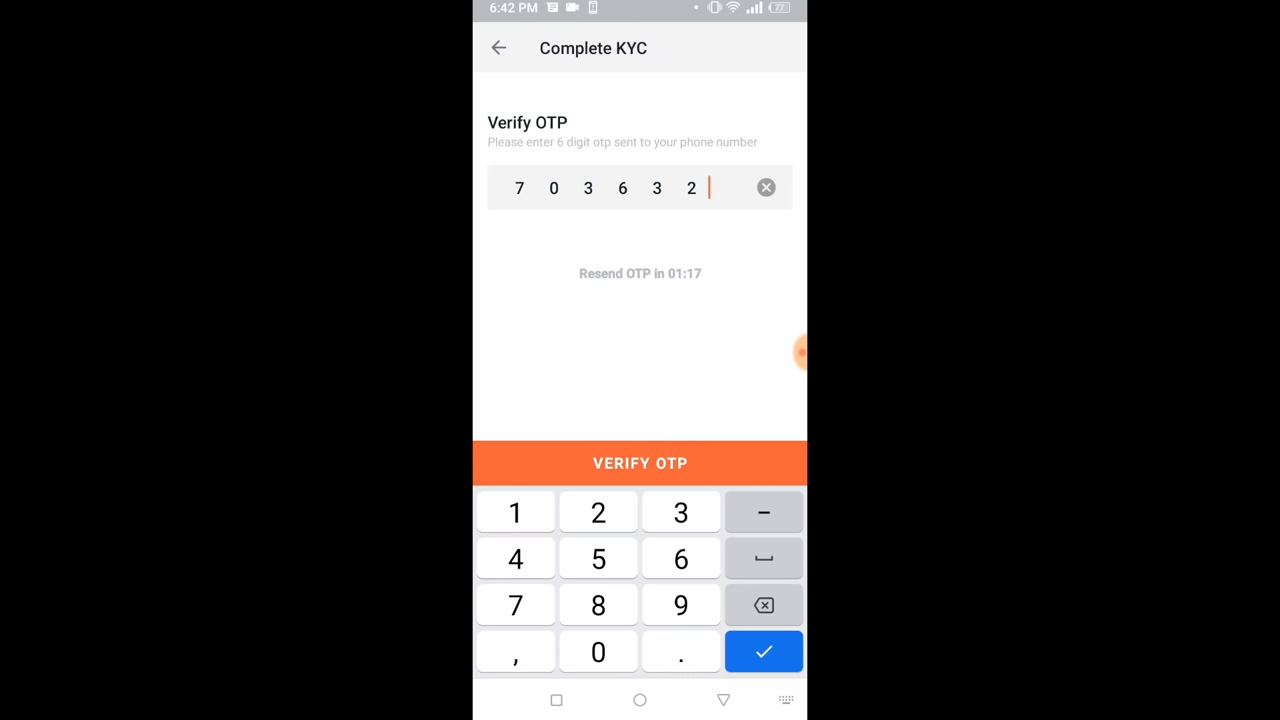 6:42 PM 77
Complete KYC
Verify OTP
Please enter 6 digit otp sent to your phone number
7 0 3 6 3 2
Resend OTP in 01:17
VERIFY OTP
1 2 3 -
4 5 6
7 8 9
, 0 .